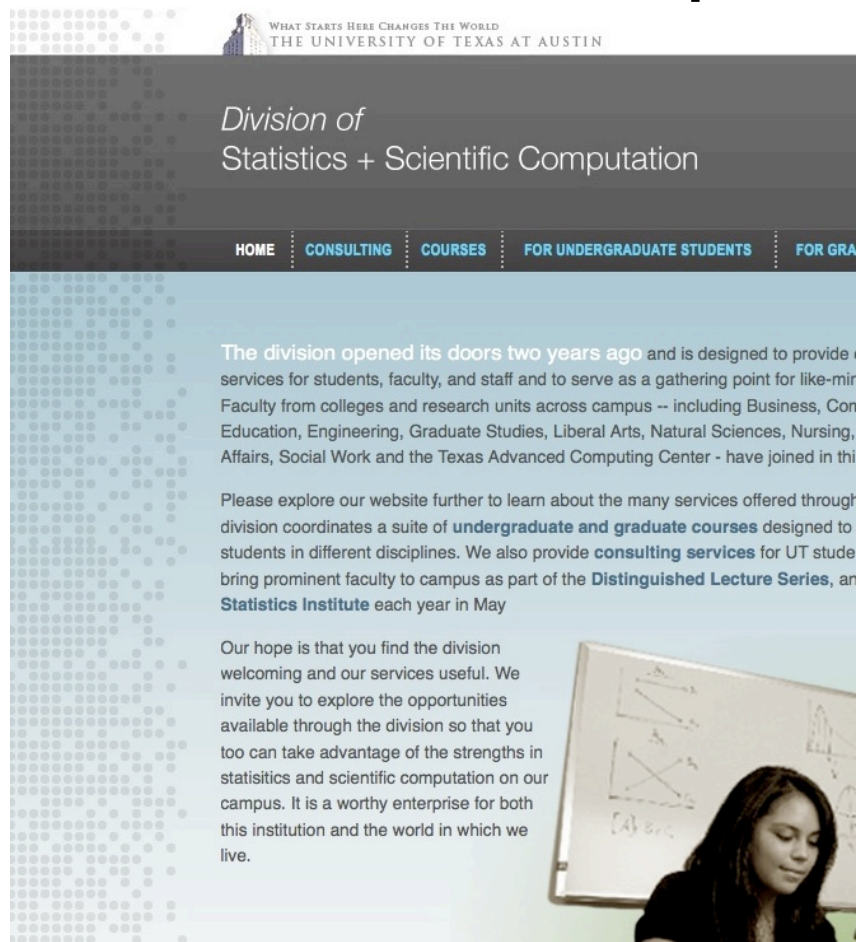 WHAT STARTS HERE CHANGES THE WORLD
THE UNIVERSITY OF TEXAS AT AUSTIN
Division of
Statistics + Scientific Computation
HOME CONSULTING COURSES FOR UNDERGRADUATE STUDENTS FOR GRA
The division opened its doors two years ago and is designed to provide
services for students, faculty, and staff and to serve as a gathering point for like-min
Faculty from colleges and research units across campus -- including Business, Con
Education, Engineering, Graduate Studies, Liberal Arts, Natural Sciences, Nursing,
Affairs, Social Work and the Texas Advanced Computing Center - have joined in thi
Please explore our website further to learn about the many services offered through
division coordinates a suite of undergraduate and graduate courses designed to
students in different disciplines. We also provide consulting services for UT stude
bring prominent faculty to campus as part of the Distinguished Lecture Series, an
Statistics Institute each year in May
Our hope is that you find the division
welcoming and our services useful. We
invite you to explore the opportunities
available through the division so that you
too can take advantage of the strengths in
statisitics and scientific computation on our
campus. It is a worthy enterprise for both
this institution and the world in which we
live.